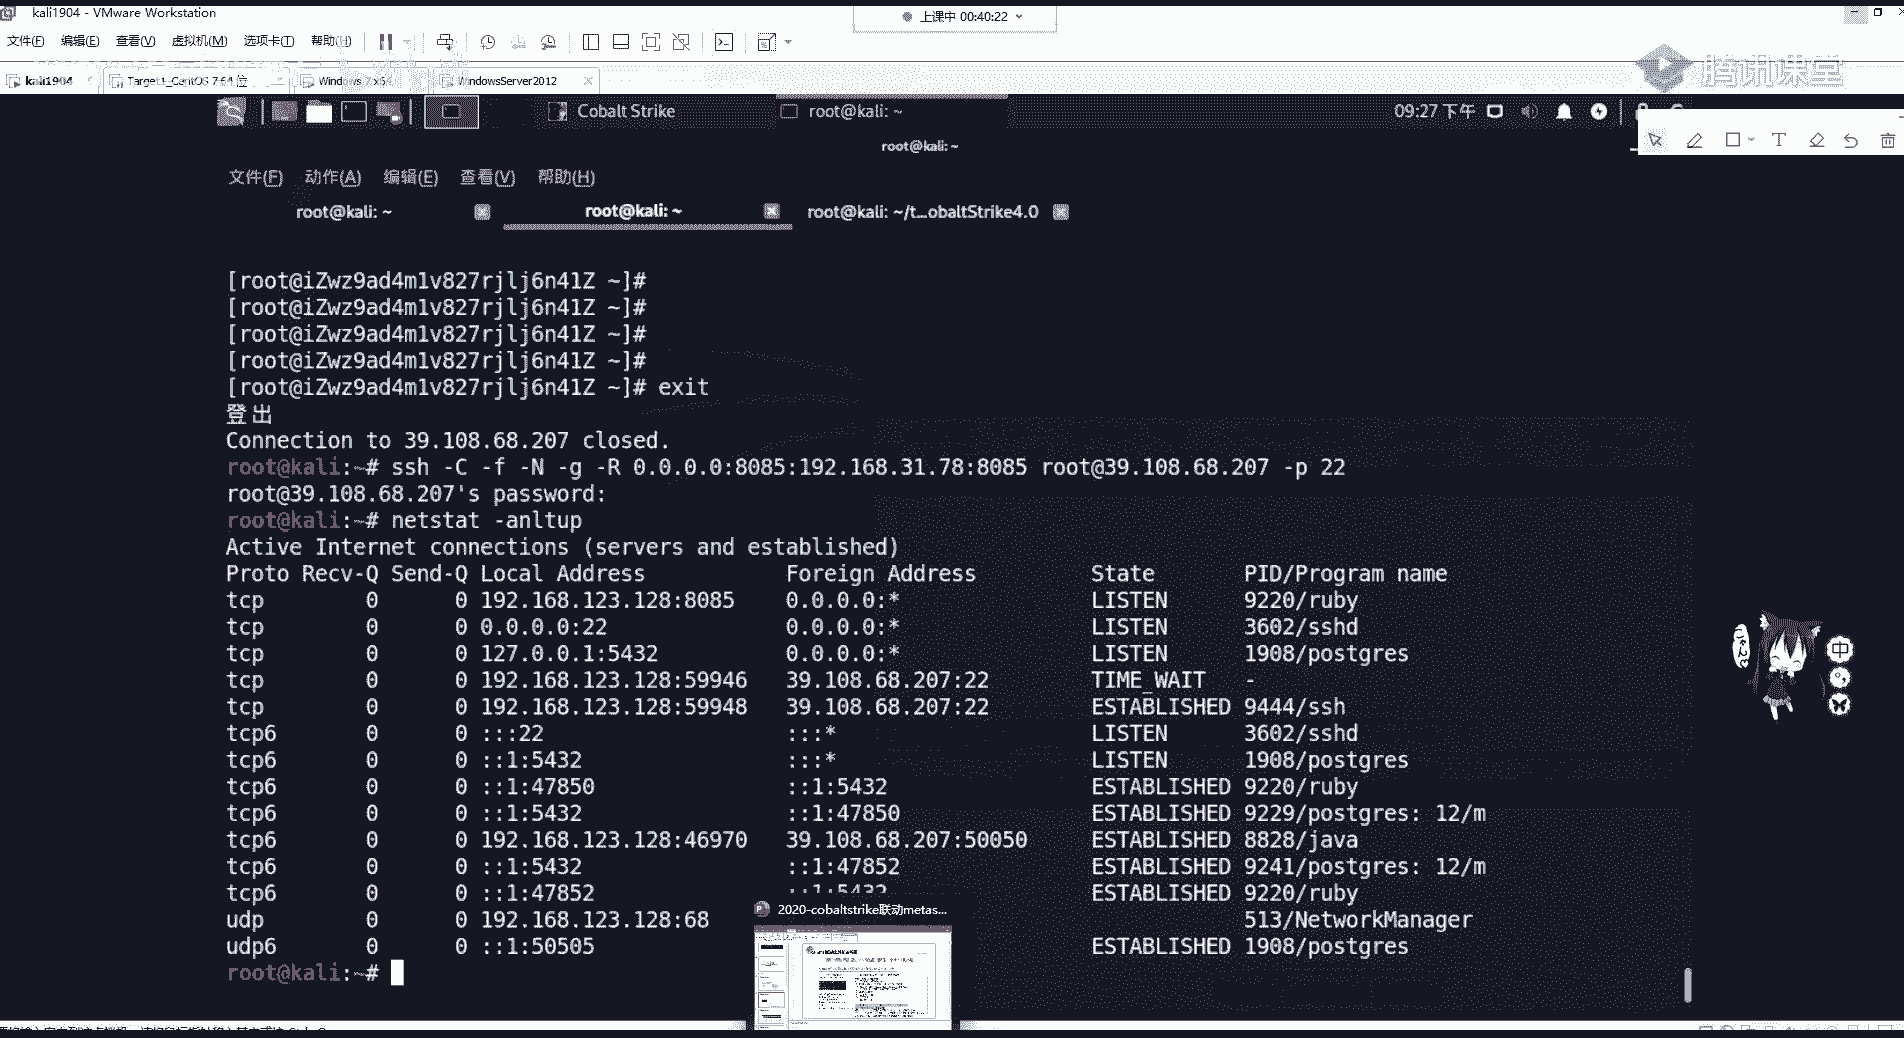 kali1904 - VMware Workstation
上课中 00:40:22
文件(F) 编辑(E) 查看(V) 虚拟机(M) 选项卡(T) 帮助(H)
kali1904 Target1_CentOS 7 64 位 Windows 7 x64 WindowsServer2012
腾讯课堂
Cobalt Strike root@kali: ~ 09:27 下午
root@kali: ~
文件(F) 动作(A) 编辑(E) 查看(V) 帮助(H)
root@kali: ~ root@kali: ~ root@kali: ~/t...obaltStrike4.0
[root@iZwz9ad4m1v827rjlj6n41Z ~]#
[root@iZwz9ad4m1v827rjlj6n41Z ~]#
[root@iZwz9ad4m1v827rjlj6n41Z ~]#
[root@iZwz9ad4m1v827rjlj6n41Z ~]#
[root@iZwz9ad4m1v827rjlj6n41Z ~]# exit
登出
Connection to 39.108.68.207 closed.
root@kali:~# ssh -C -f -N -g -R 0.0.0.0:8085:192.168.31.78:8085 root@39.108.68.207 -p 22
root@39.108.68.207's password:
root@kali:~# netstat -anltup
Active Internet connections (servers and established)
Proto Recv-Q Send-Q Local Address Foreign Address State PID/Program name
tcp 0 0 192.168.123.128:8085 0.0.0.0:* LISTEN 9220/ruby
tcp 0 0 0.0.0.0:22 0.0.0.0:* LISTEN 3602/sshd
tcp 0 0 127.0.0.1:5432 0.0.0.0:* LISTEN 1908/postgres
tcp 0 0 192.168.123.128:59946 39.108.68.207:22 TIME_WAIT -
tcp 0 0 192.168.123.128:59948 39.108.68.207:22 ESTABLISHED 9444/ssh
tcp6 0 0 :::22 :::* LISTEN 3602/sshd
tcp6 0 0 ::1:5432 :::* LISTEN 1908/postgres
tcp6 0 0 ::1:47850 ::1:5432 ESTABLISHED 9220/ruby
tcp6 0 0 ::1:5432 ::1:47850 ESTABLISHED 9229/postgres: 12/m
tcp6 0 0 192.168.123.128:46970 39.108.68.207:50050 ESTABLISHED 8828/java
tcp6 0 0 ::1:5432 ::1:47852 ESTABLISHED 9241/postgres: 12/m
tcp6 0 0 ::1:47852 ::1:5432 ESTABLISHED 9220/ruby
udp 0 0 192.168.123.128:68 513/NetworkManager
udp6 0 0 ::1:50505 ESTABLISHED 1908/postgres
root@kali:~#
2020-cobaltstrike联动metas...
中